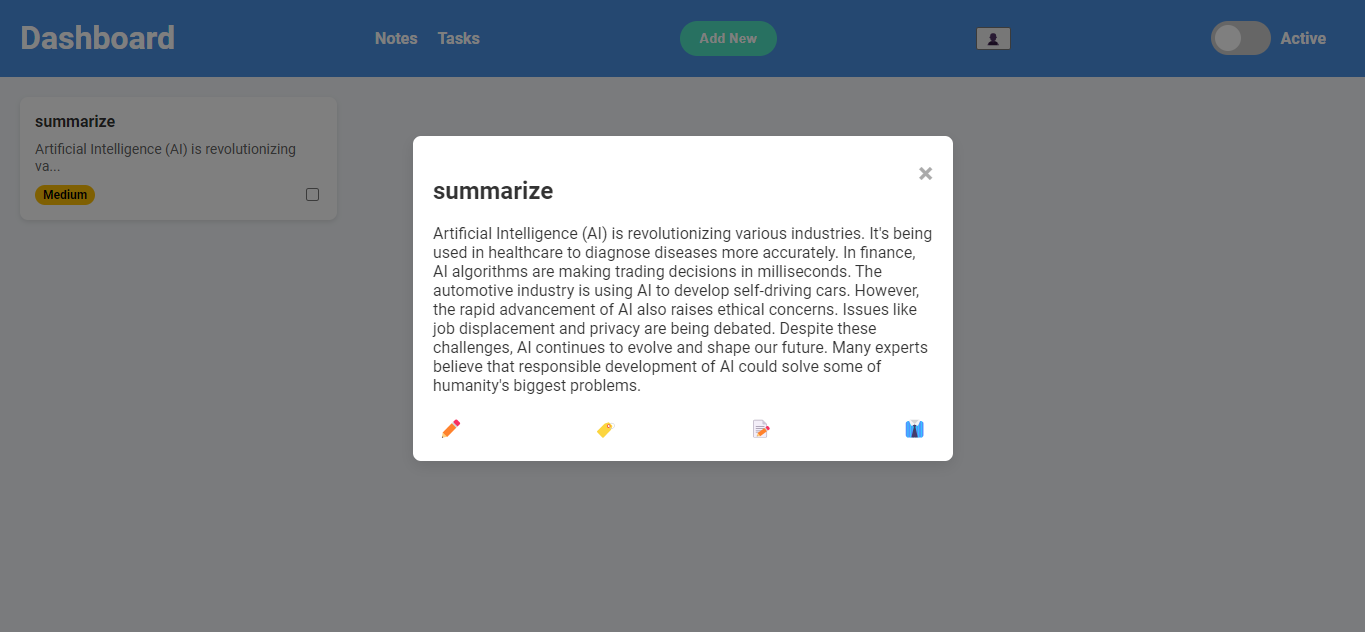 Dashboard
Notes Tasks
Add New
Active
summarize
Artificial Intelligence (AI) is revolutionizing
va...
Medium
×
summarize
Artificial Intelligence (AI) is revolutionizing various industries. It's being
used in healthcare to diagnose diseases more accurately. In finance,
AI algorithms are making trading decisions in milliseconds. The
automotive industry is using AI to develop self-driving cars. However,
the rapid advancement of AI also raises ethical concerns. Issues like
job displacement and privacy are being debated. Despite these
challenges, AI continues to evolve and shape our future. Many experts
believe that responsible development of AI could solve some of
humanity's biggest problems.